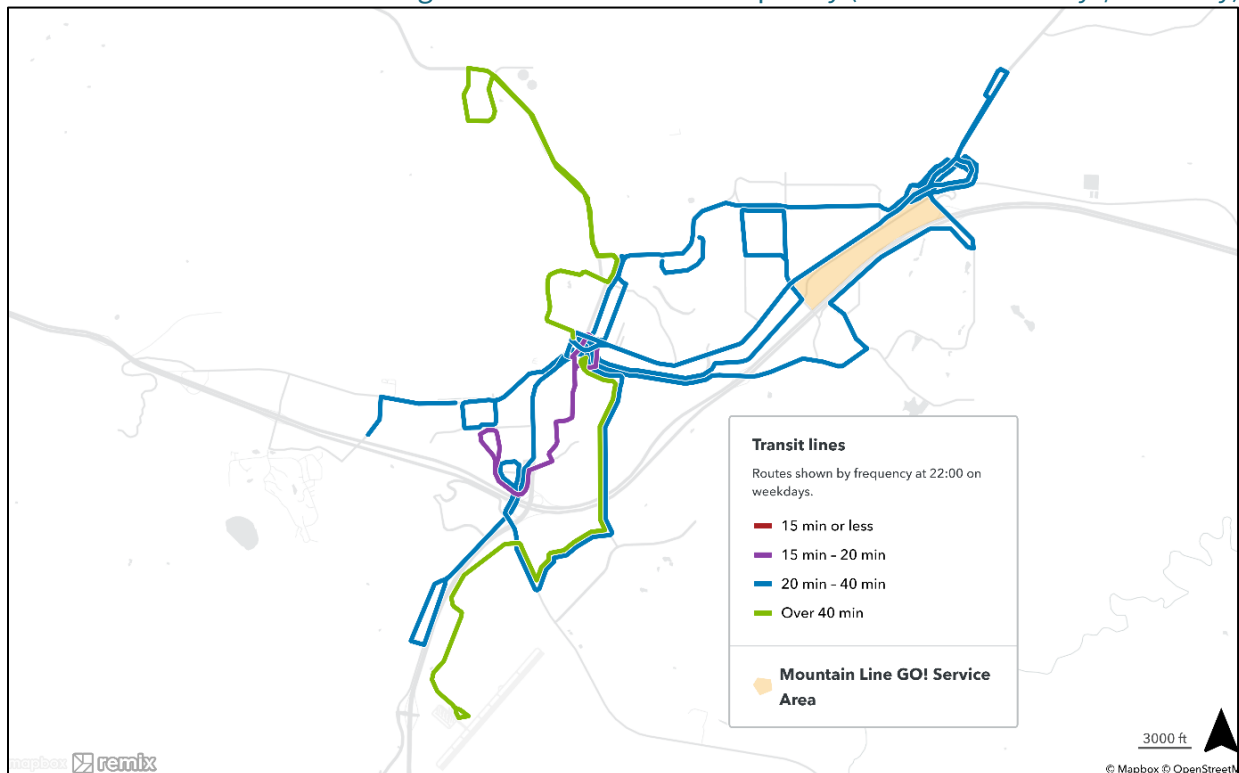 Transit lines
Routes shown by frequency at 22:00 on
weekdays.
15 min or less
15 min – 20 min
20 min – 40 min
Over 40 min
Mountain Line GO! Service
Area
3000 ft
mapbox remix
© Mapbox © OpenStreetM